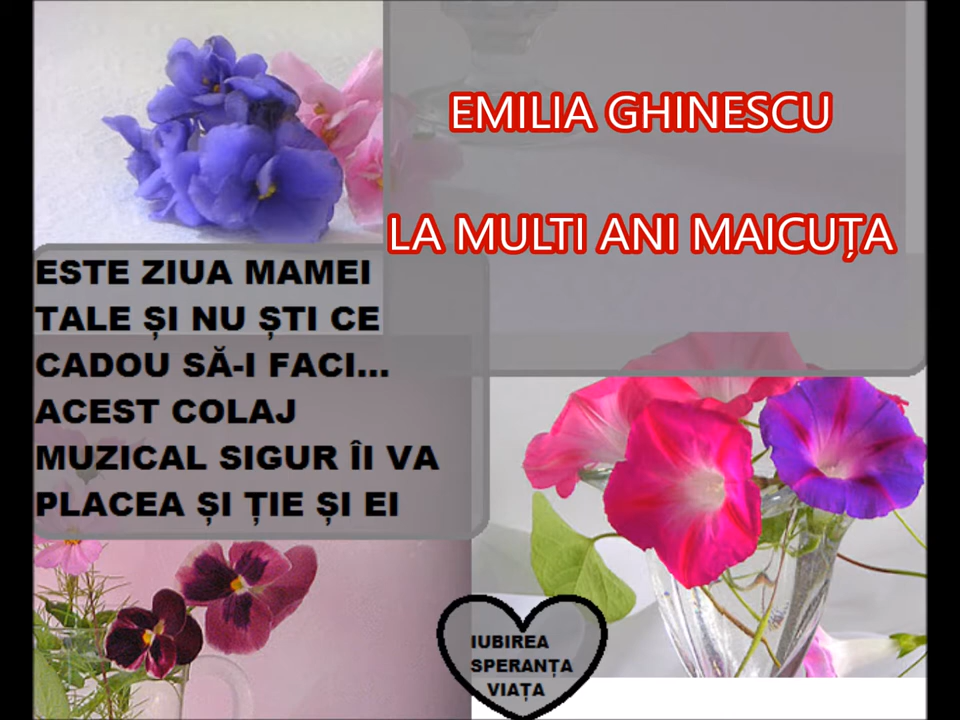 EMILIA GHINESCU
LA MULTI ANI MAICUȚA
ESTE ZIUA MAMEI
TALE ȘI NU ȘTI CE
CADOU SĂ-I FACI...
ACEST COLAJ
MUZICAL SIGUR ÎI VA
PLACEA ȘI ȚIE ȘI EI
IUBIREA
SPERANȚA
VIAȚA